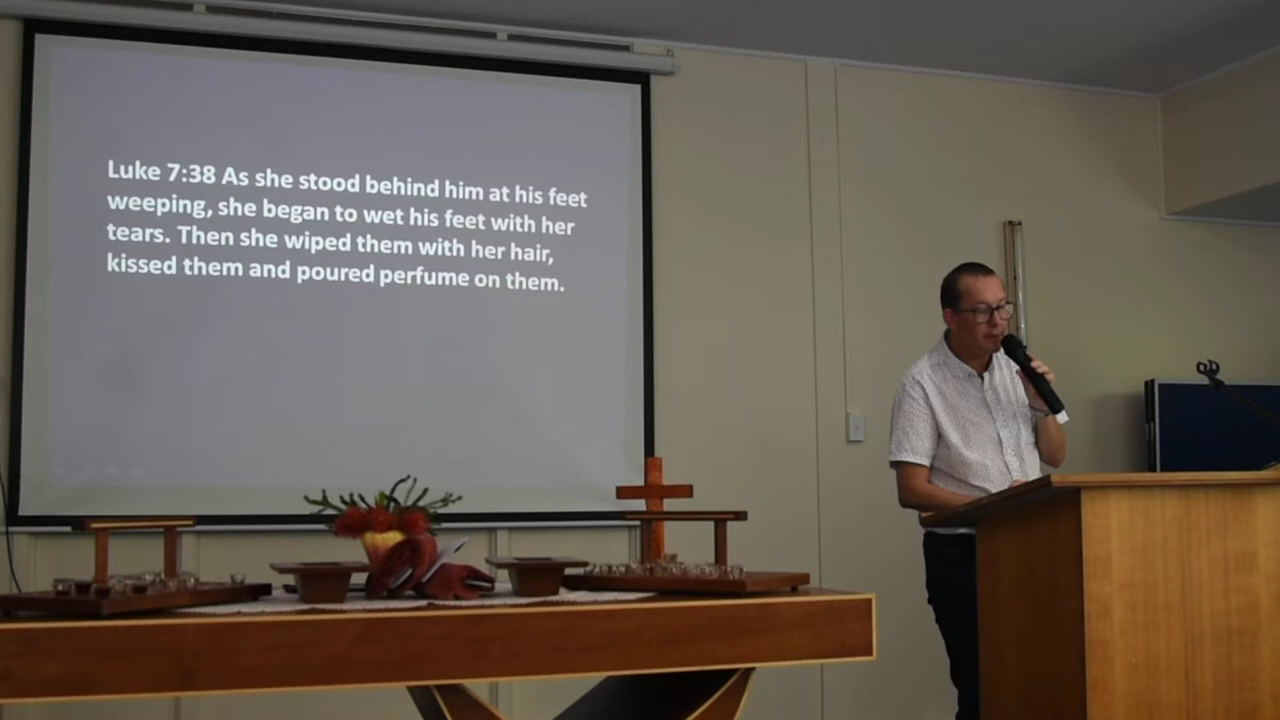 Luke 7:38 As she stood behind him at his feet
weeping, she began to wet his feet with her
tears. Then she wiped them with her hair,
kissed them and poured perfume on them.